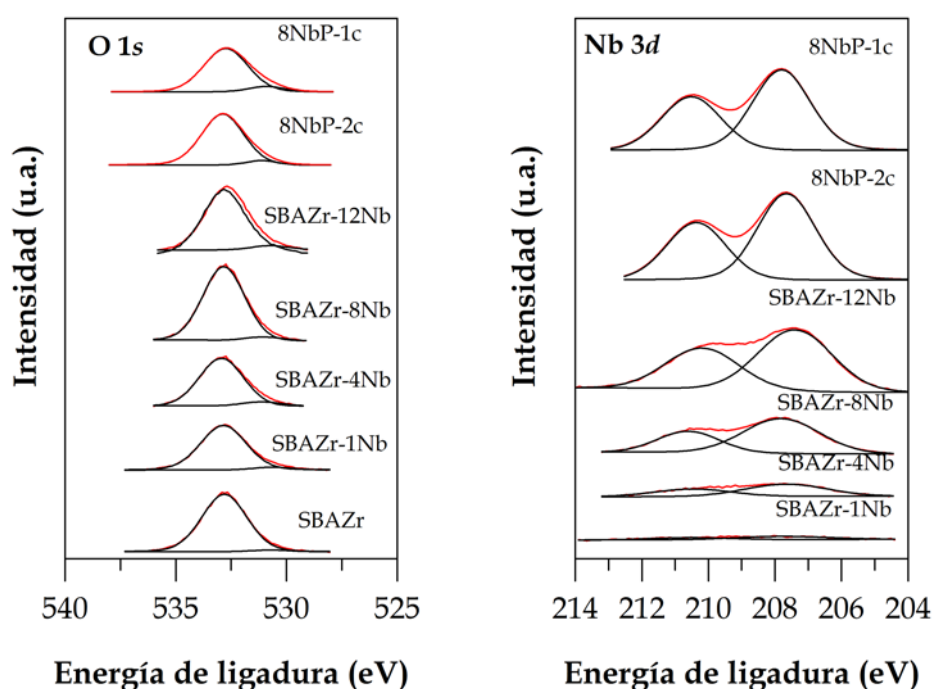 O 1s
8NbP-1c
8NbP-2c
SBAZr-12Nb
SBAZr-8Nb
SBAZr-4Nb
SBAZr-1Nb
SBAZr
Intensidad (u.a.)
540 535 530 525
Energía de ligadura (eV)
Nb 3d
8NbP-1c
8NbP-2c
SBAZr-12Nb
SBAZr-8Nb
SBAZr-4Nb
SBAZr-1Nb
Intensidad (u.a.)
214 212 210 208 206 204
Energía de ligadura (eV)